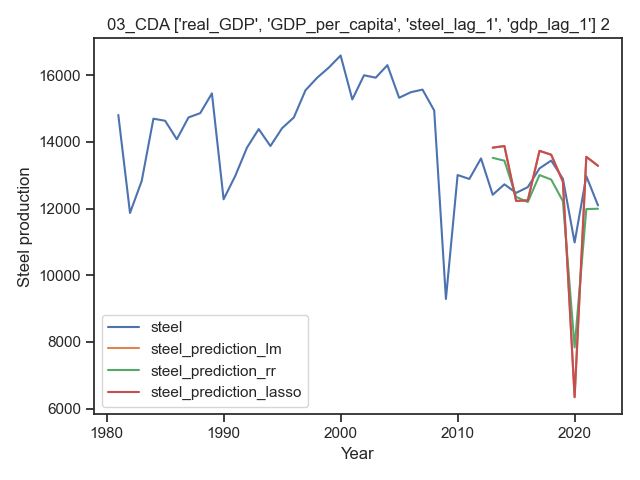 03_CDA ['real_GDP', 'GDP_per_capita', 'steel_lag_1', 'gdp_lag_1'] 2
16000
14000
12000
10000
8000
6000
Steel production
steel
steel_prediction_lm
steel_prediction_rr
steel_prediction_lasso
1980 1990 2000 2010 2020
Year